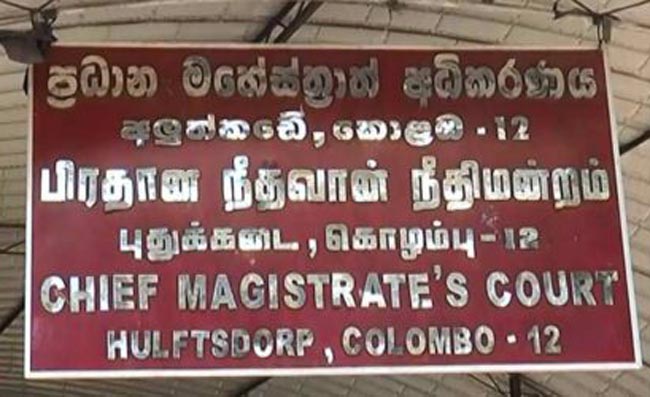 ප්‍රධාන මහේස්ත්‍රාත් අධිකරණය
අලුත්කඩේ, කොළඹ - 12
பிரதான நீதவான் நீதிமன்றம்
புதுக்கடை, கொழும்பு - 12
CHIEF MAGISTRATE'S COURT
HULFTSDORP, COLOMBO - 12